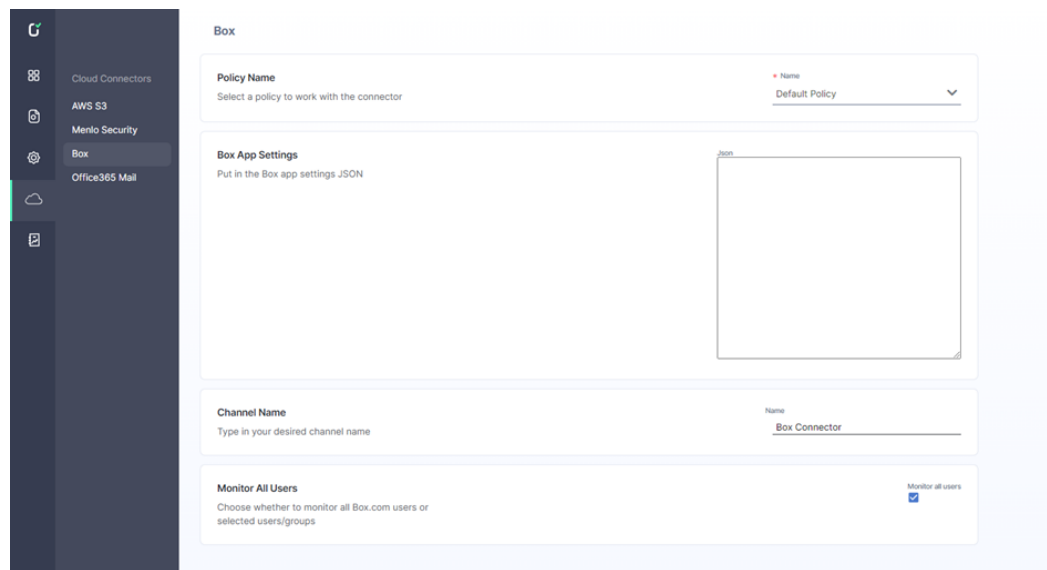 Box
Cloud Connectors
AWS S3
Menlo Security
Box
Office365 Mail
Policy Name
Select a policy to work with the connector
* Name
Default Policy
Box App Settings
Put in the Box app settings JSON
Json
Channel Name
Type in your desired channel name
Name
Box Connector
Monitor All Users
Choose whether to monitor all Box.com users or
selected users/groups
Monitor all users